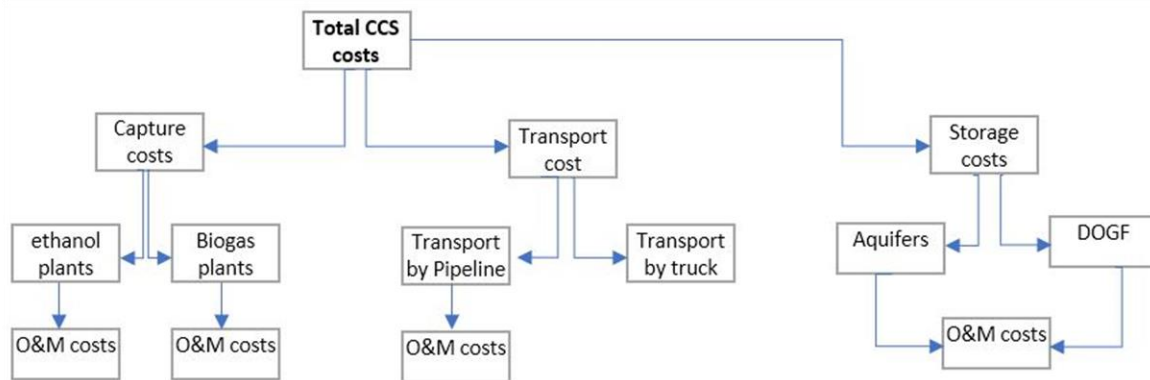 Total CCS
costs
Capture
costs
Transport
cost
Storage
costs
ethanol
plants
Biogas
plants
Transport
by Pipeline
Transport
by truck
Aquifers
DOGF
O&M costs
O&M costs
O&M costs
O&M costs